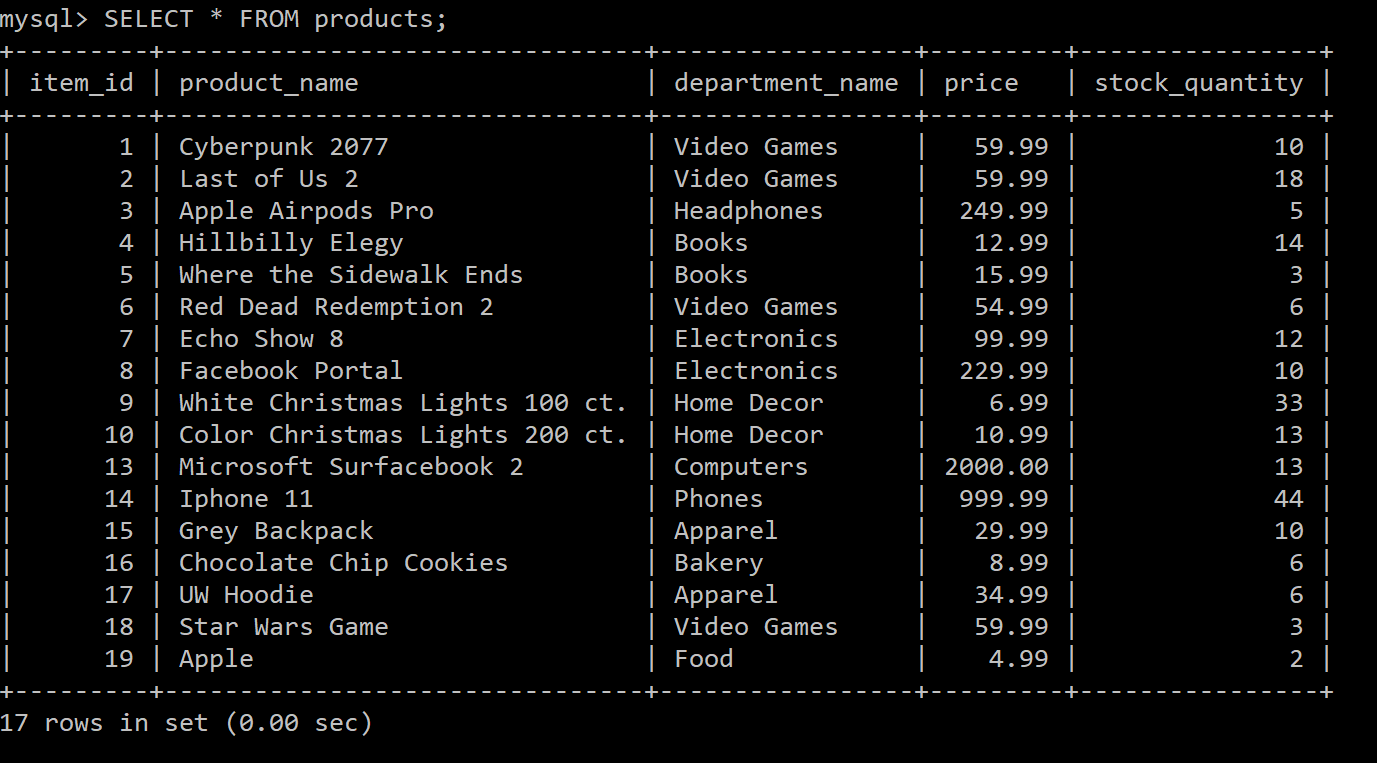 mysql> SELECT * FROM products;
+---------+--------------------------------+-----------------+---------+----------------+
| item_id | product_name                   | department_name | price   | stock_quantity |
+---------+--------------------------------+-----------------+---------+----------------+
|       1 | Cyberpunk 2077                 | Video Games     |   59.99 |             10 |
|       2 | Last of Us 2                   | Video Games     |   59.99 |             18 |
|       3 | Apple Airpods Pro              | Headphones      |  249.99 |              5 |
|       4 | Hillbilly Elegy                | Books           |   12.99 |             14 |
|       5 | Where the Sidewalk Ends        | Books           |   15.99 |              3 |
|       6 | Red Dead Redemption 2          | Video Games     |   54.99 |              6 |
|       7 | Echo Show 8                    | Electronics     |   99.99 |             12 |
|       8 | Facebook Portal                | Electronics     |  229.99 |             10 |
|       9 | White Christmas Lights 100 ct. | Home Decor      |    6.99 |             33 |
|      10 | Color Christmas Lights 200 ct. | Home Decor      |   10.99 |             13 |
|      13 | Microsoft Surfacebook 2        | Computers       | 2000.00 |             13 |
|      14 | Iphone 11                      | Phones          |  999.99 |             44 |
|      15 | Grey Backpack                  | Apparel         |   29.99 |             10 |
|      16 | Chocolate Chip Cookies         | Bakery          |    8.99 |              6 |
|      17 | UW Hoodie                      | Apparel         |   34.99 |              6 |
|      18 | Star Wars Game                 | Video Games     |   59.99 |              3 |
|      19 | Apple                          | Food            |    4.99 |              2 |
+---------+--------------------------------+-----------------+---------+----------------+
17 rows in set (0.00 sec)